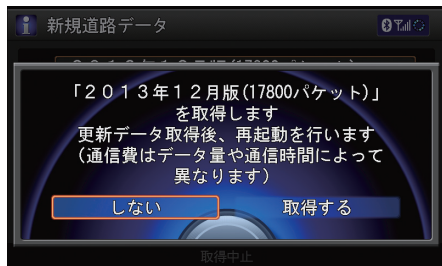 新規道路データ
「2013年12月版(17800パケット)」
を取得します
更新データ取得後、再起動を行います
(通信費はデータ量や通信時間によって
異なります)
しない
取得する
取得中止